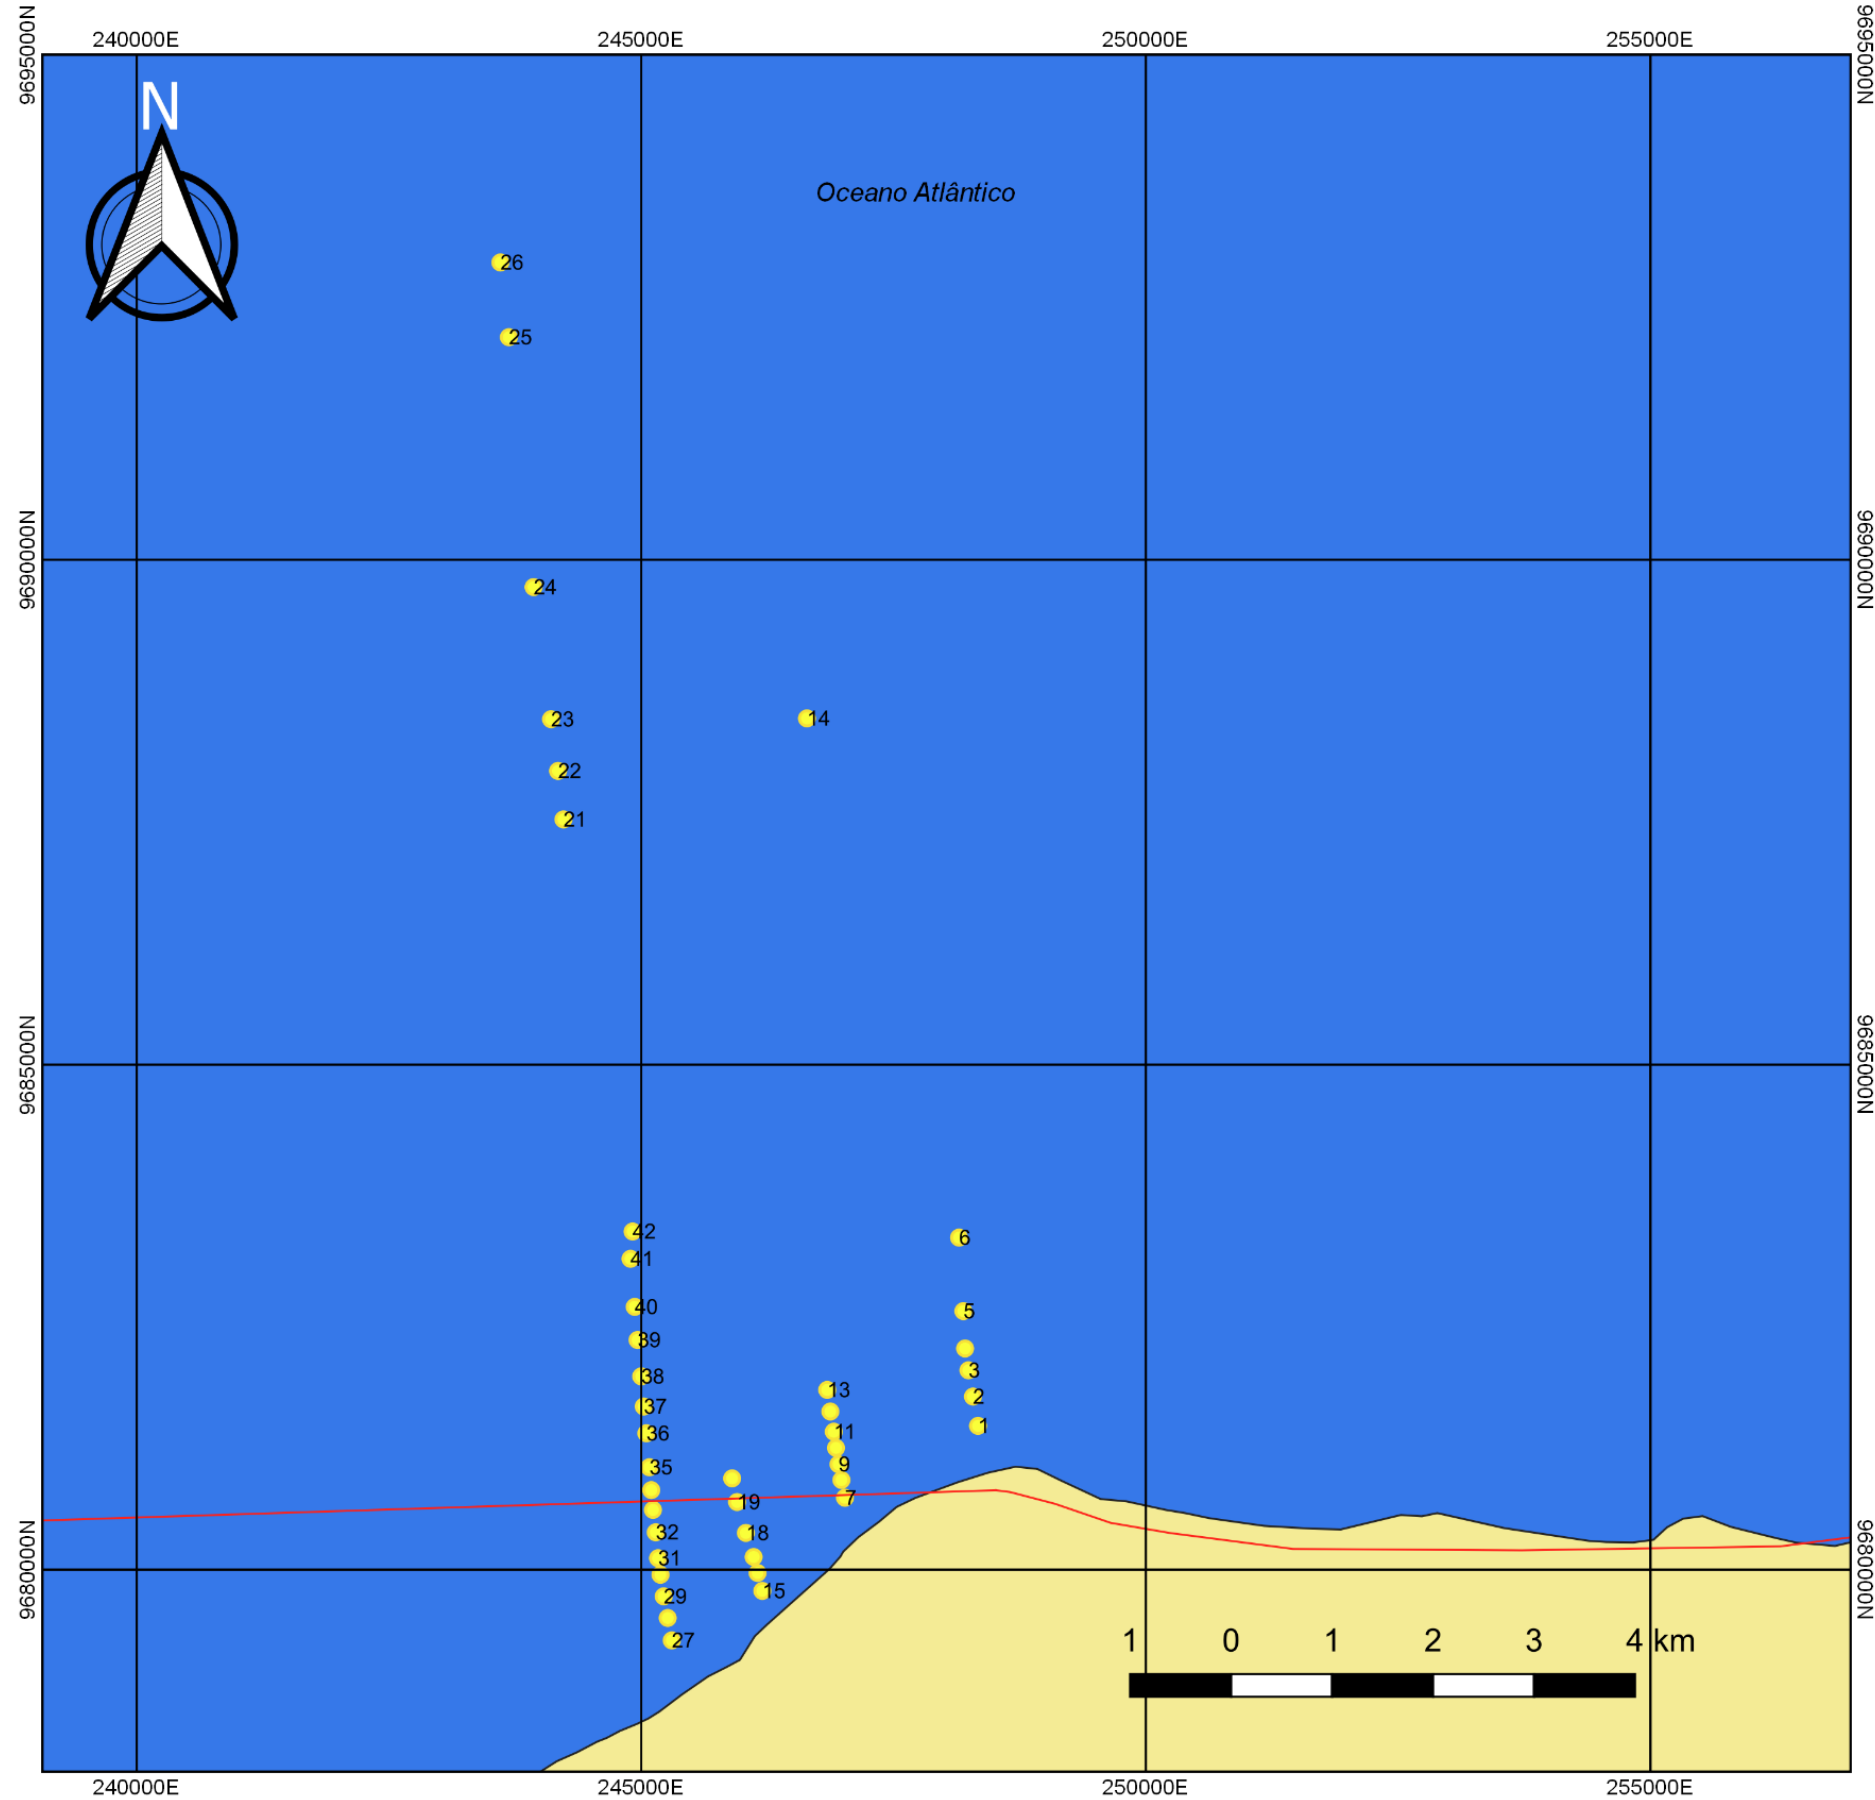 240000E 245000E 250000E 255000E
9695000N 9695000N
N
Oceano Atlântico
26
25
9690000N 9690000N
24
23 14
22
21
9685000N 9685000N
42 6
41
40 5
39
38 3
37 13 2
36 11 1
35 9
19 7
32 18
31
9680000N 9680000N
29 15
27
1 0 1 2 3 4 km
240000E 245000E 250000E 255000E